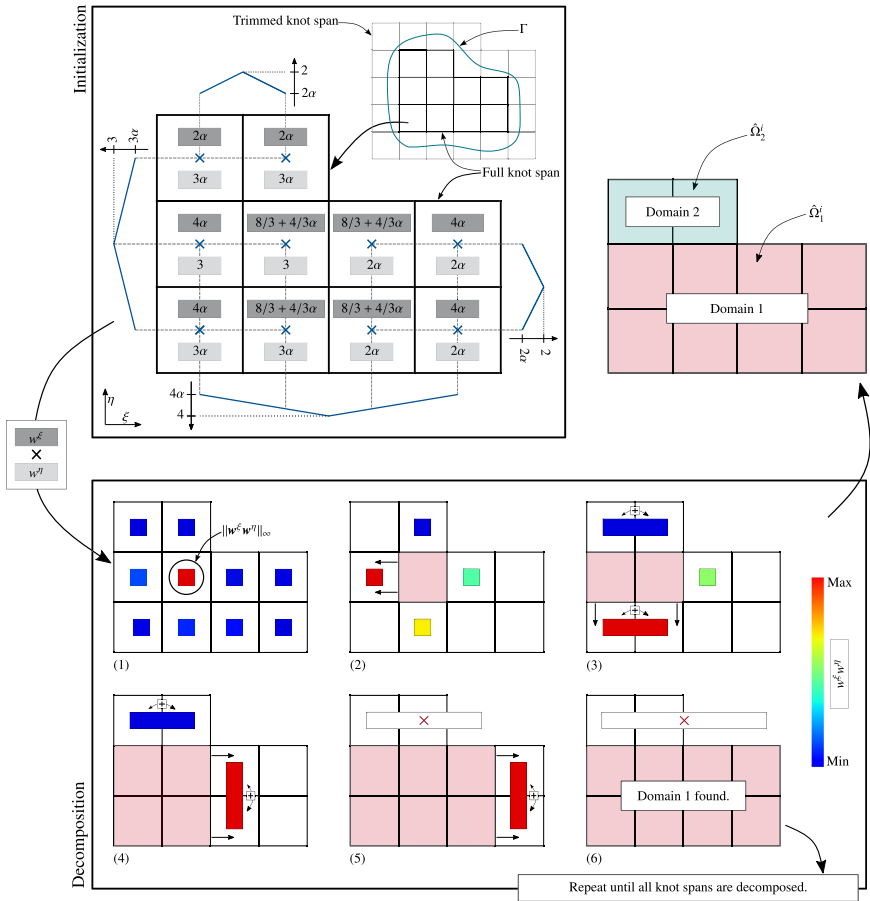 Initialization
Trimmed knot span
Γ
2
2α
3
3α
2α
2α
3α
3α
Full knot span
4α
8/3 + 4/3α
8/3 + 4/3α
4α
3
3
2α
2α
4α
8/3 + 4/3α
8/3 + 4/3α
4α
3α
3α
2α
2α
2α
2
4α
4
η
ξ
w^ξ
w^η
Ω̂₂ⁱ
Domain 2
Ω̂₁ⁱ
Domain 1
Decomposition
||w^ξ w^η||∞
(1)
(2)
+
+
(3)
Max
w^ξ w^η
Min
+
+
(4)
+
(5)
Domain 1 found.
(6)
Repeat until all knot spans are decomposed.